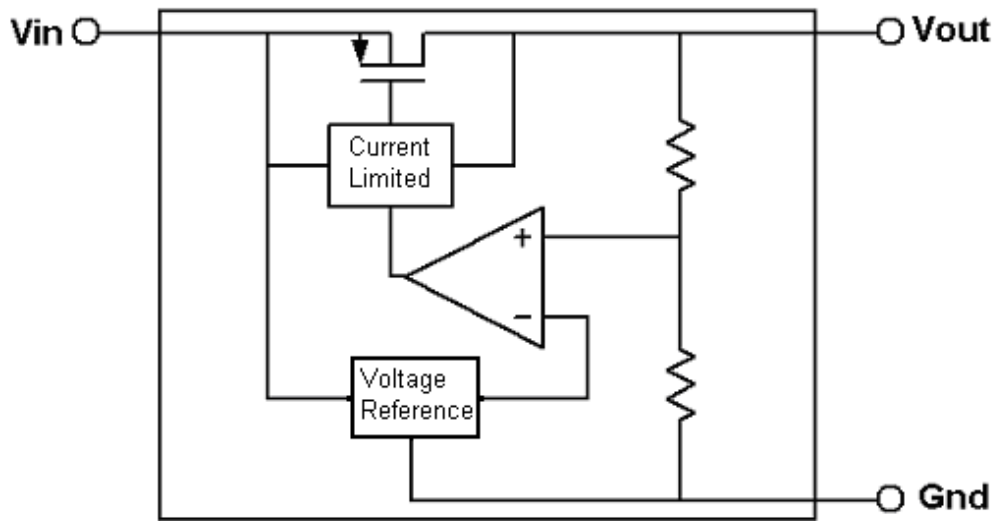 Vin
Vout
Current
Limited
+
−
Voltage
Reference
Gnd